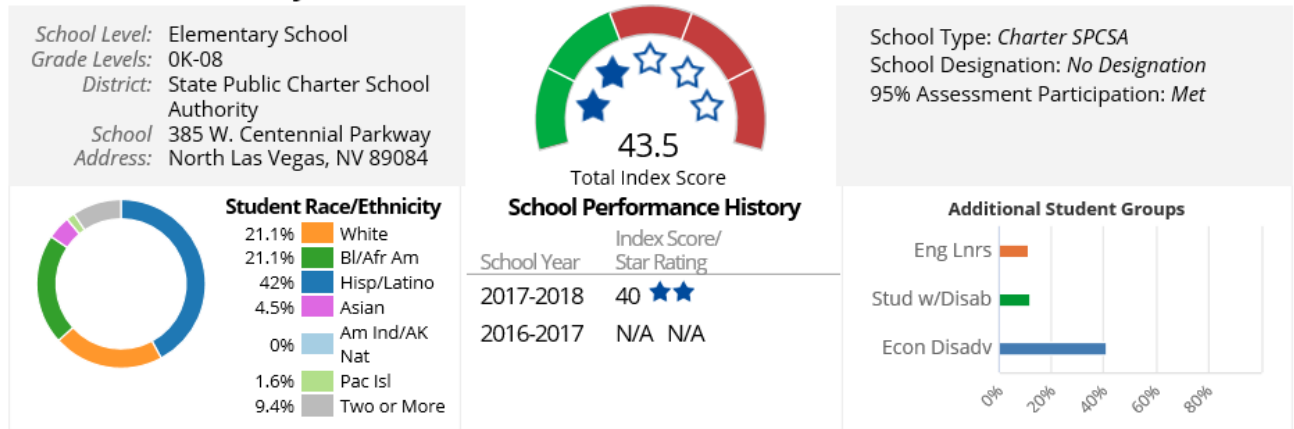 School Level: Elementary School
Grade Levels: 0K-08
District: State Public Charter School
Authority
School 385 W. Centennial Parkway
Address: North Las Vegas, NV 89084
43.5
Total Index Score
School Type: Charter SPCSA
School Designation: No Designation
95% Assessment Participation: Met
Student Race/Ethnicity
21.1% White
21.1% Bl/Afr Am
42% Hisp/Latino
4.5% Asian
0% Am Ind/AK
Nat
1.6% Pac Isl
9.4% Two or More
School Performance History
Index Score/
School Year Star Rating
2017-2018 40
2016-2017 N/A N/A
Additional Student Groups
Eng Lnrs
Stud w/Disab
Econ Disadv
0% 20% 40% 60% 80%